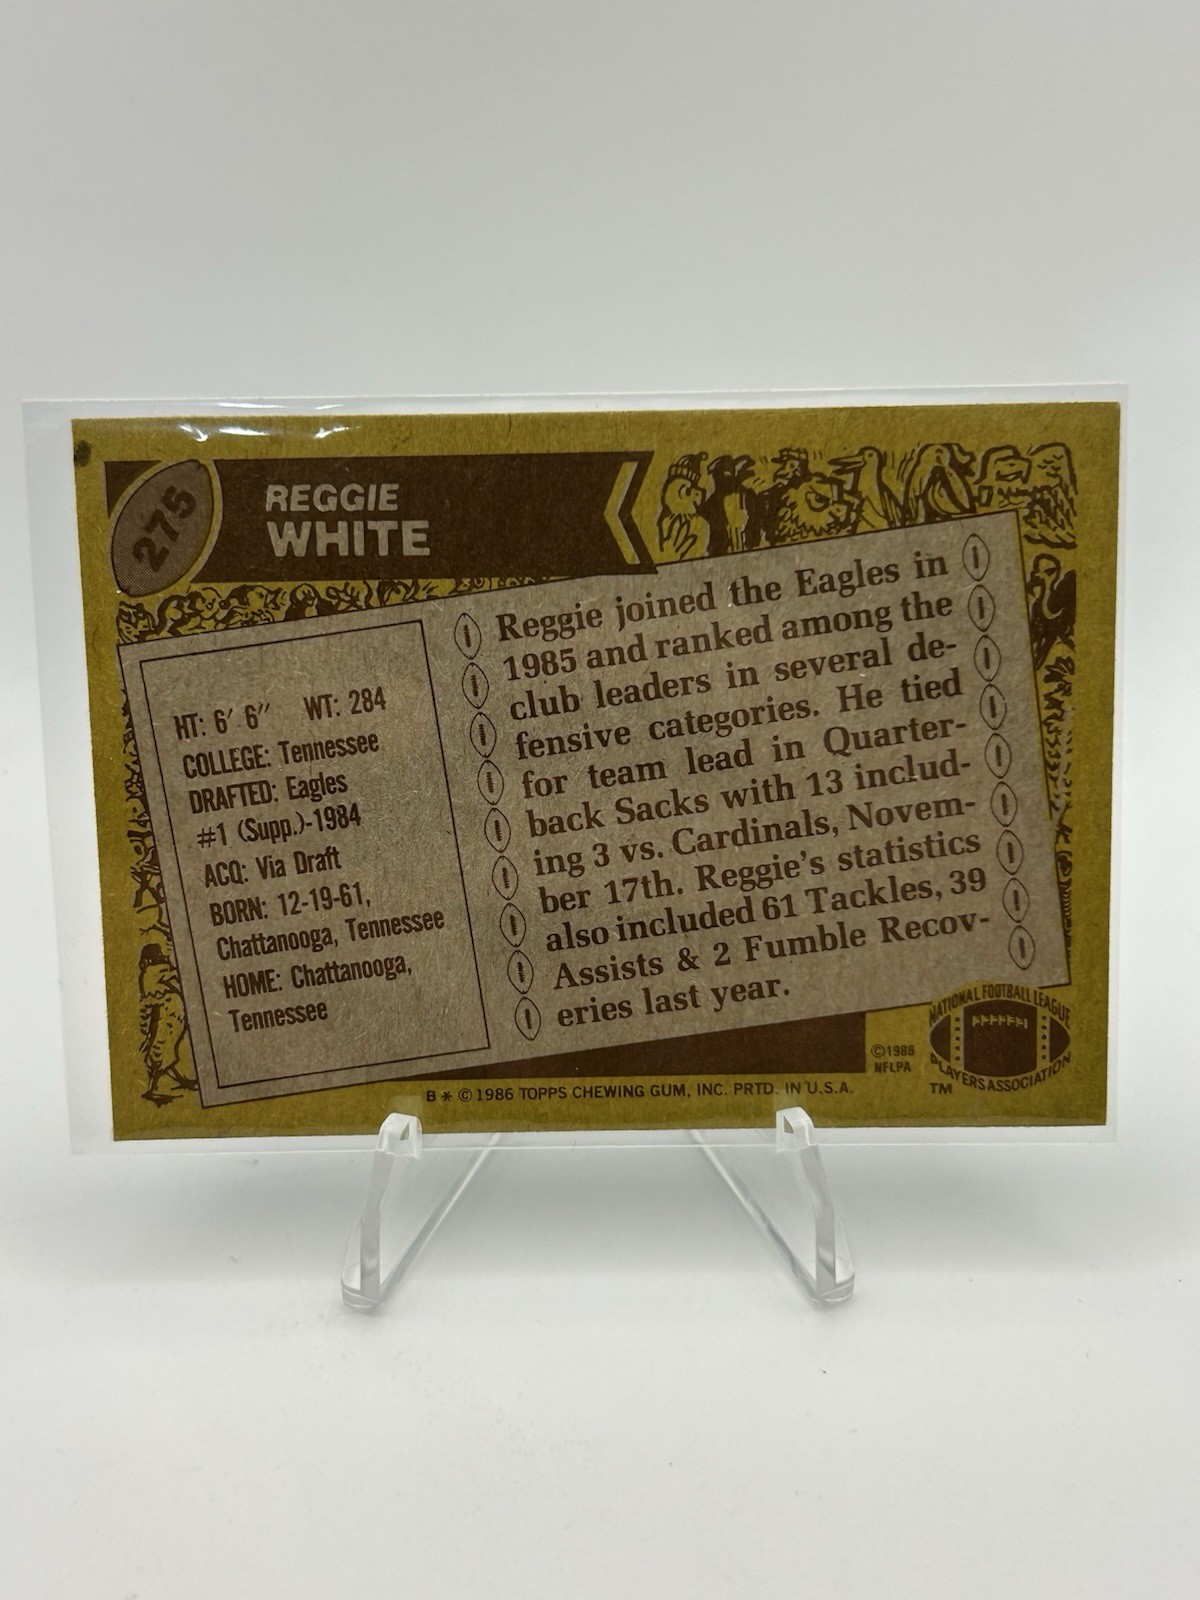 275
REGGIE
WHITE
HT: 6′ 6″ WT: 284
COLLEGE: Tennessee
DRAFTED: Eagles
#1 (Supp.)-1984
ACQ: Via Draft
BORN: 12-19-61,
Chattanooga, Tennessee
HOME: Chattanooga,
Tennessee
Reggie joined the Eagles in
1985 and ranked among the
club leaders in several de-
fensive categories. He tied
for team lead in Quarter-
back Sacks with 13 includ-
ing 3 vs. Cardinals, Novem-
ber 17th. Reggie's statistics
also included 61 Tackles, 39
Assists & 2 Fumble Recov-
eries last year.
©1986
NFLPA
NATIONAL FOOTBALL LEAGUE
PLAYERS ASSOCIATION
TM
B * © 1986 TOPPS CHEWING GUM, INC. PRTD. IN U.S.A.